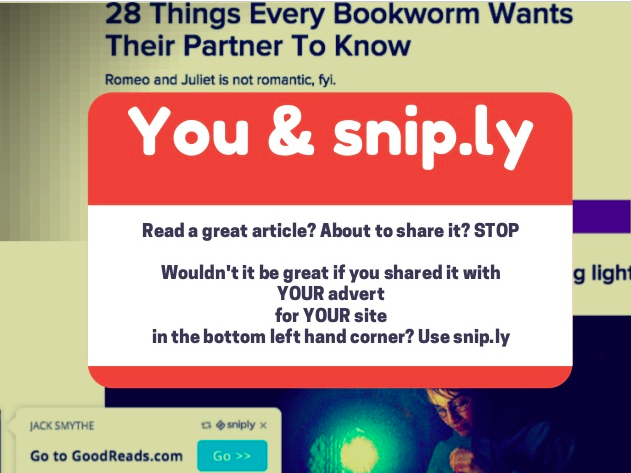 28 Things Every Bookworm Wants
Their Partner To Know
Romeo and Juliet is not romantic, fyi.
You & snip.ly
Read a great article? About to share it? STOP
Wouldn't it be great if you shared it with
YOUR advert
for YOUR site
in the bottom left hand corner? Use snip.ly
g light
JACK SMYTHE
sniply ×
Go to GoodReads.com
Go >>